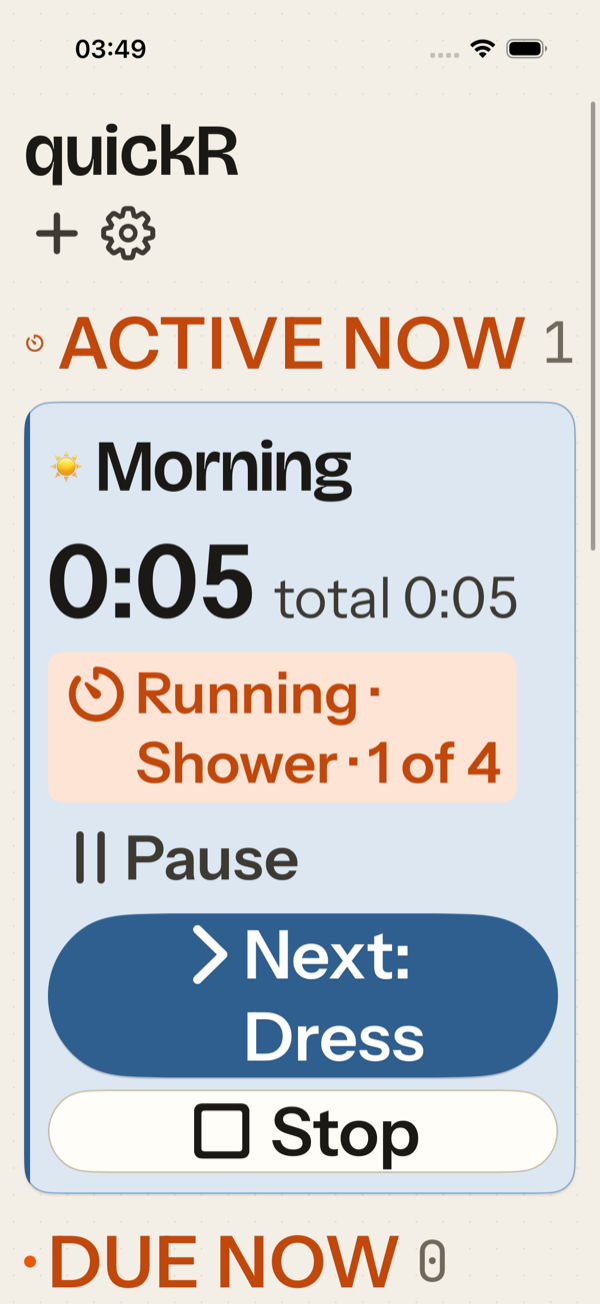 03:49
quickR
ACTIVE NOW 1
Morning
0:05 total 0:05
Running ·
Shower · 1 of 4
Pause
Next:
Dress
Stop
DUE NOW 0